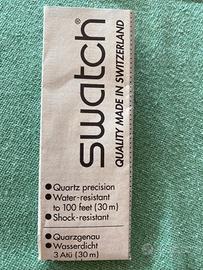 swatch®
QUALITY MADE IN SWITZERLAND
● Quartz precision
● Water-resistant
to 100 feet (30 m)
● Shock-resistant
● Quarzgenau
● Wasserdicht
3 Atü (30 m)